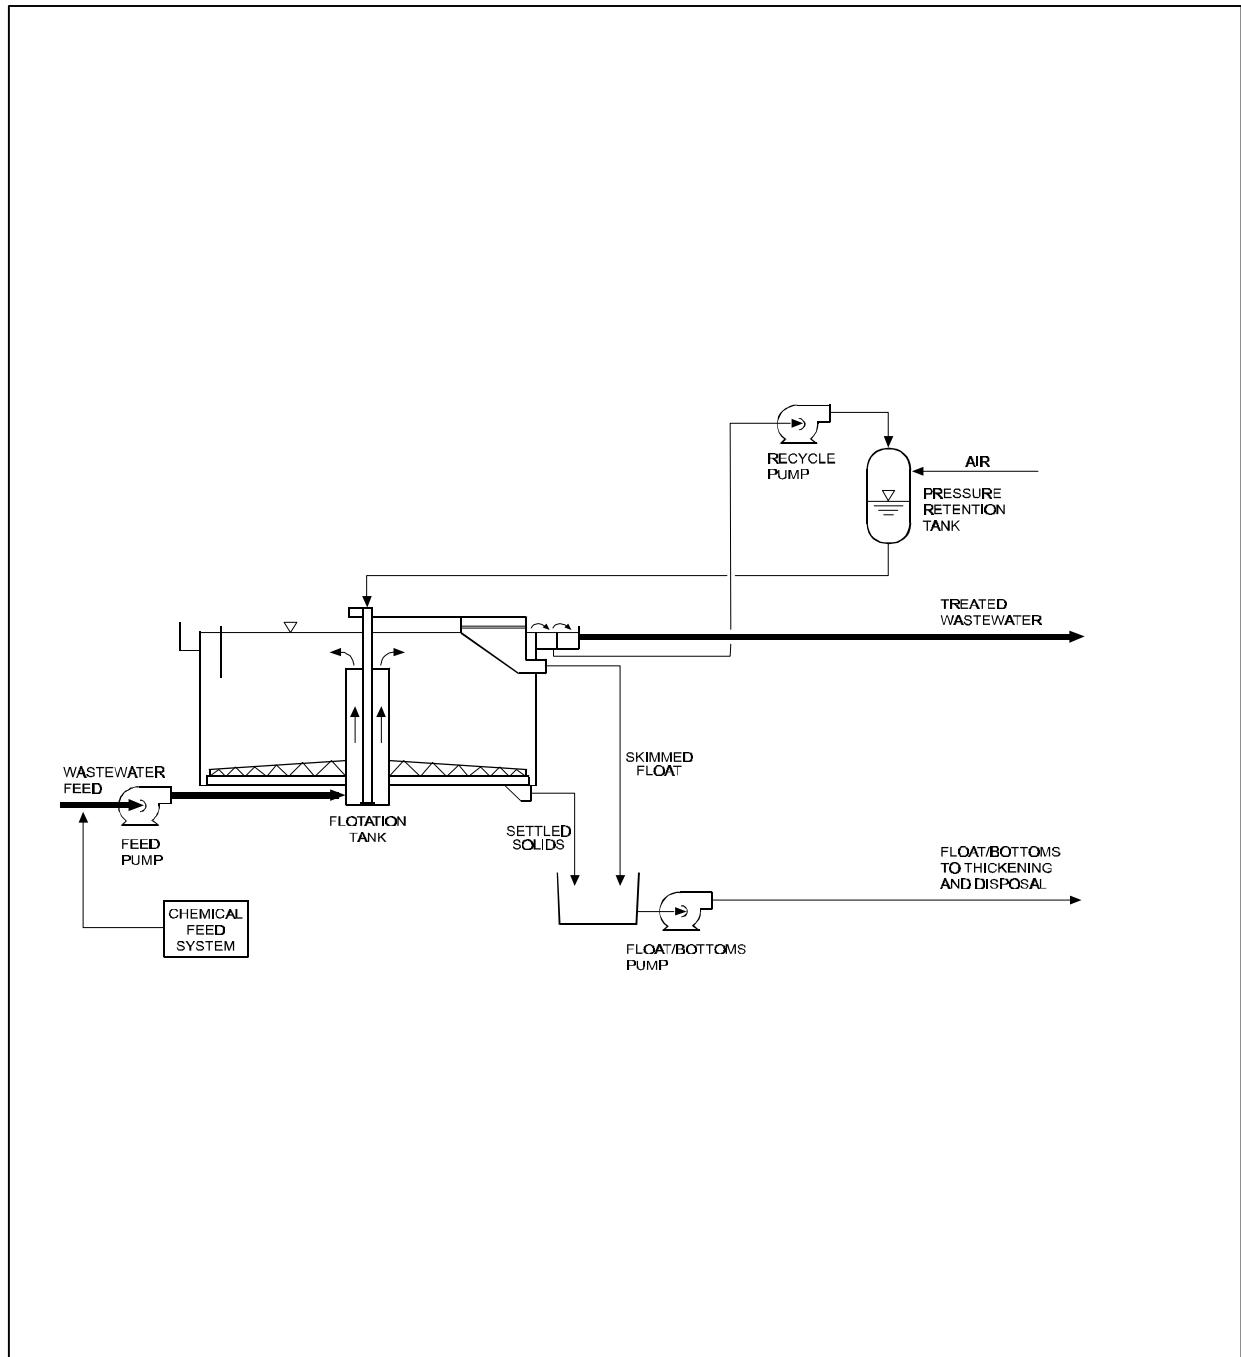 RECYCLE
PUMP
AIR
PRESSURE
RETENTION
TANK
TREATED
WASTEWATER
SKIMMED
FLOAT
WASTEWATER
FEED
FLOTATION
TANK
FEED
PUMP
SETTLED
SOLIDS
FLOAT/BOTTOMS
TO THICKENING
AND DISPOSAL
CHEMICAL
FEED
SYSTEM
FLOAT/BOTTOMS
PUMP